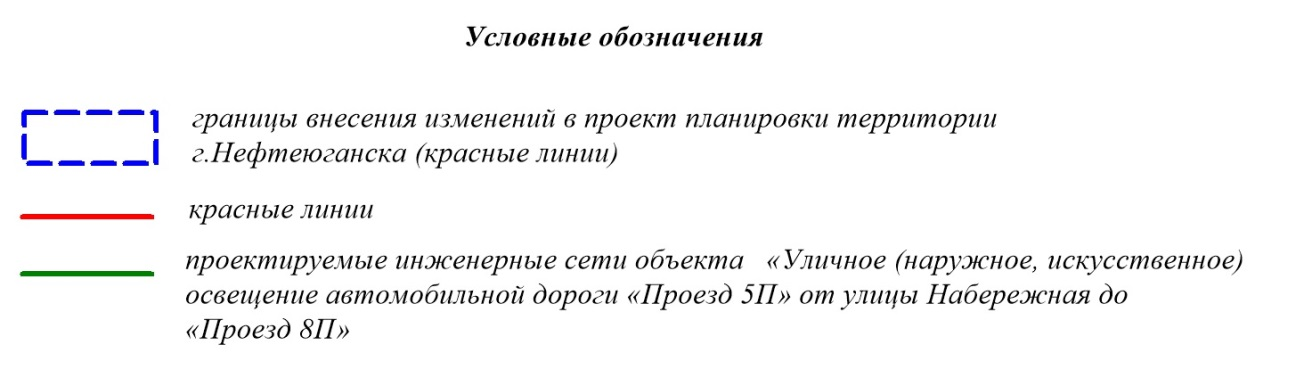 Условные обозначения
границы внесения изменений в проект планировки территории
г.Нефтеюганска (красные линии)
красные линии
проектируемые инженерные сети объекта «Уличное (наружное, искусственное)
освещение автомобильной дороги «Проезд 5П» от улицы Набережная до
«Проезд 8П»